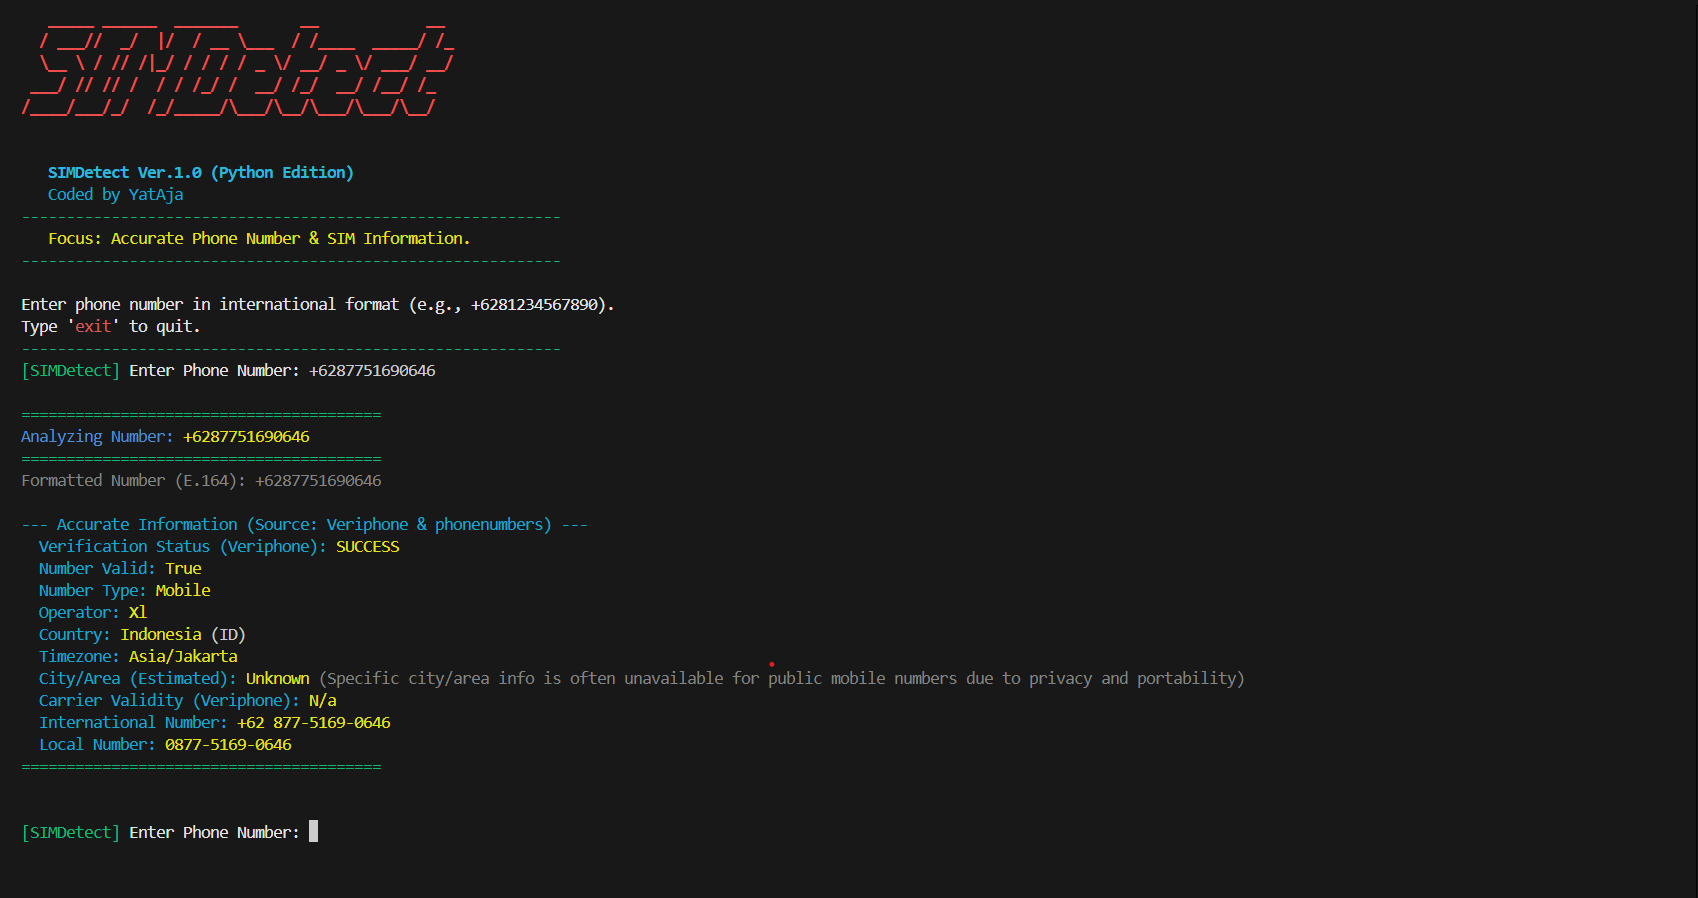 SIMDetect
SIMDetect Ver.1.0 (Python Edition)
Coded by YatAja
------------------------------------------------------------
Focus: Accurate Phone Number & SIM Information.
------------------------------------------------------------
Enter phone number in international format (e.g., +6281234567890).
Type 'exit' to quit.
------------------------------------------------------------
[SIMDetect] Enter Phone Number: +6287751690646
========================================
Analyzing Number: +6287751690646
========================================
Formatted Number (E.164): +6287751690646
--- Accurate Information (Source: Veriphone & phonenumbers) ---
Verification Status (Veriphone): SUCCESS
Number Valid: True
Number Type: Mobile
Operator: Xl
Country: Indonesia (ID)
Timezone: Asia/Jakarta
City/Area (Estimated): Unknown (Specific city/area info is often unavailable for public mobile numbers due to privacy and portability)
Carrier Validity (Veriphone): N/a
International Number: +62 877-5169-0646
Local Number: 0877-5169-0646
========================================
[SIMDetect] Enter Phone Number: